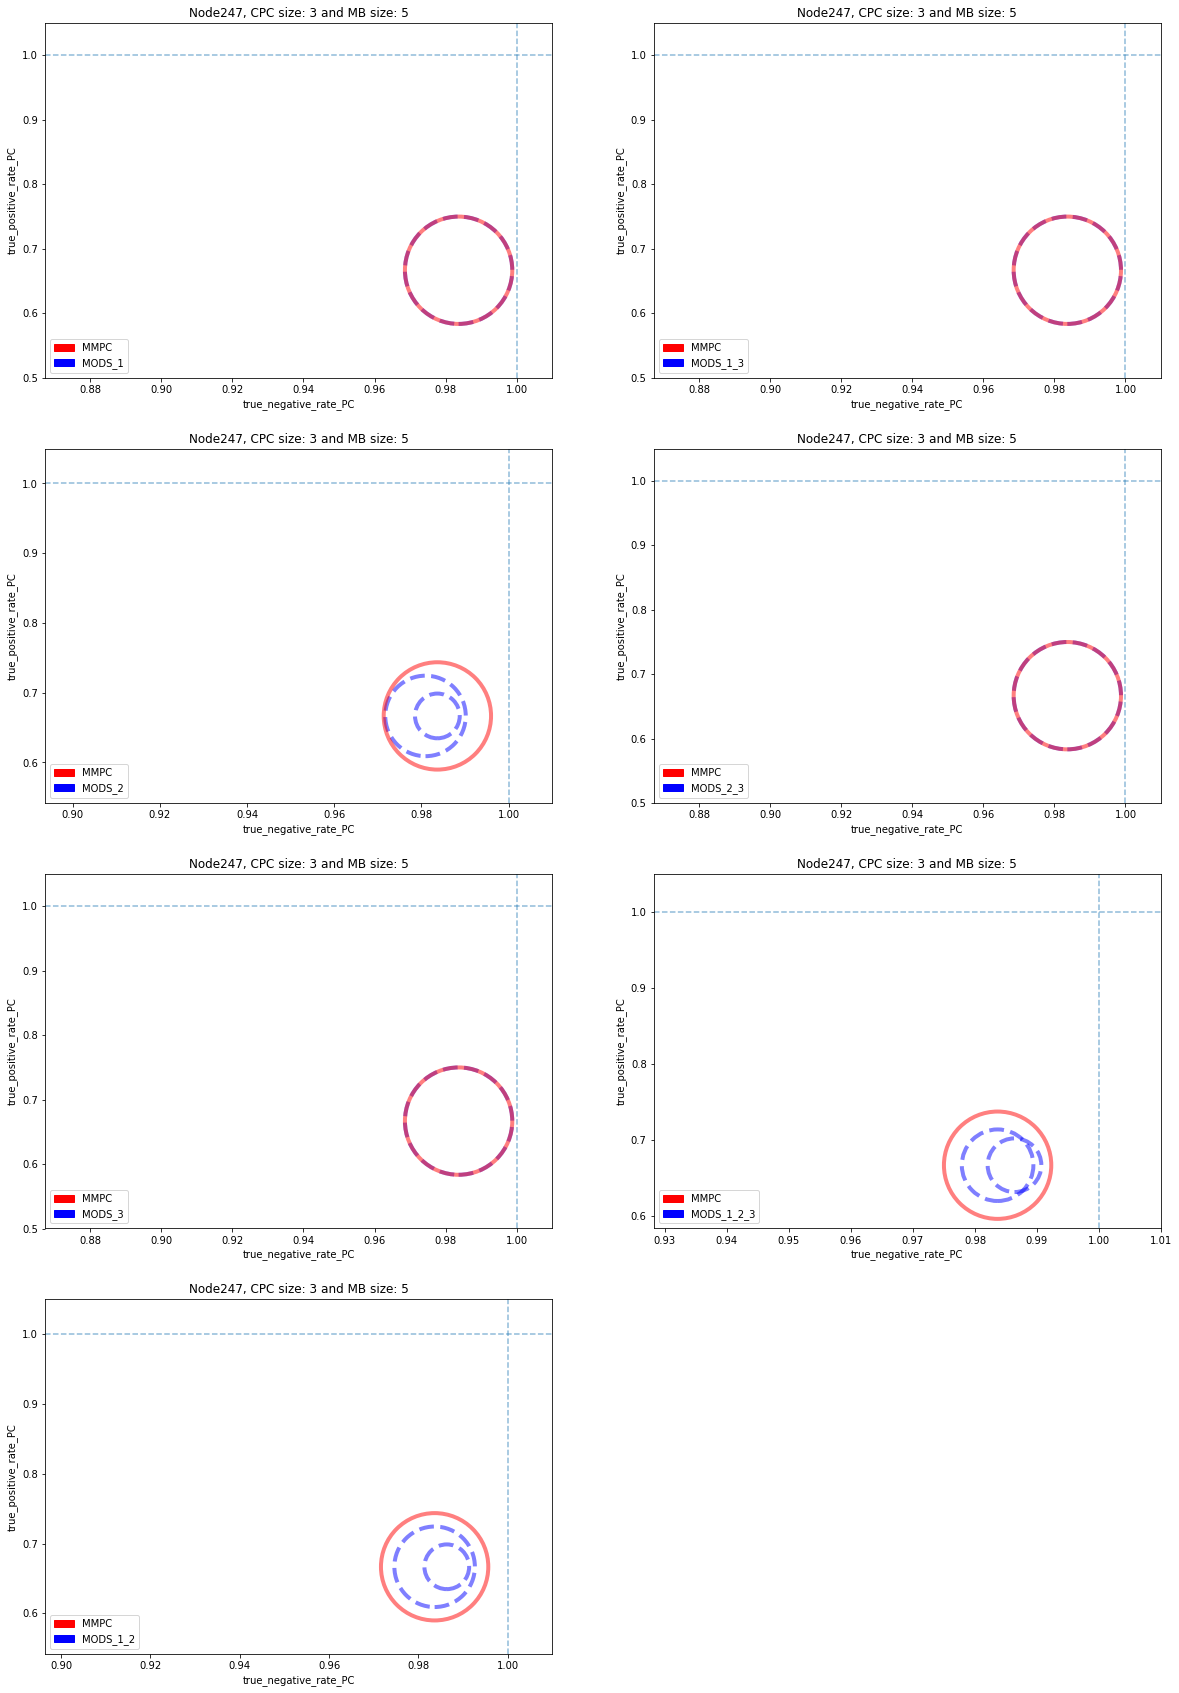 Node247, CPC size: 3 and MB size: 5
true_positive_rate_PC
1.0
0.9
0.8
0.7
0.6
0.5
MMPC
MODS_1
0.88 0.90 0.92 0.94 0.96 0.98 1.00
true_negative_rate_PC
Node247, CPC size: 3 and MB size: 5
true_positive_rate_PC
1.0
0.9
0.8
0.7
0.6
0.5
MMPC
MODS_1_3
0.88 0.90 0.92 0.94 0.96 0.98 1.00
true_negative_rate_PC
Node247, CPC size: 3 and MB size: 5
true_positive_rate_PC
1.0
0.9
0.8
0.7
0.6
MMPC
MODS_2
0.90 0.92 0.94 0.96 0.98 1.00
true_negative_rate_PC
Node247, CPC size: 3 and MB size: 5
true_positive_rate_PC
1.0
0.9
0.8
0.7
0.6
0.5
MMPC
MODS_2_3
0.88 0.90 0.92 0.94 0.96 0.98 1.00
true_negative_rate_PC
Node247, CPC size: 3 and MB size: 5
true_positive_rate_PC
1.0
0.9
0.8
0.7
0.6
0.5
MMPC
MODS_3
0.88 0.90 0.92 0.94 0.96 0.98 1.00
true_negative_rate_PC
Node247, CPC size: 3 and MB size: 5
true_positive_rate_PC
1.0
0.9
0.8
0.7
0.6
MMPC
MODS_1_2_3
0.93 0.94 0.95 0.96 0.97 0.98 0.99 1.00 1.01
true_negative_rate_PC
Node247, CPC size: 3 and MB size: 5
true_positive_rate_PC
1.0
0.9
0.8
0.7
0.6
MMPC
MODS_1_2
0.90 0.92 0.94 0.96 0.98 1.00
true_negative_rate_PC